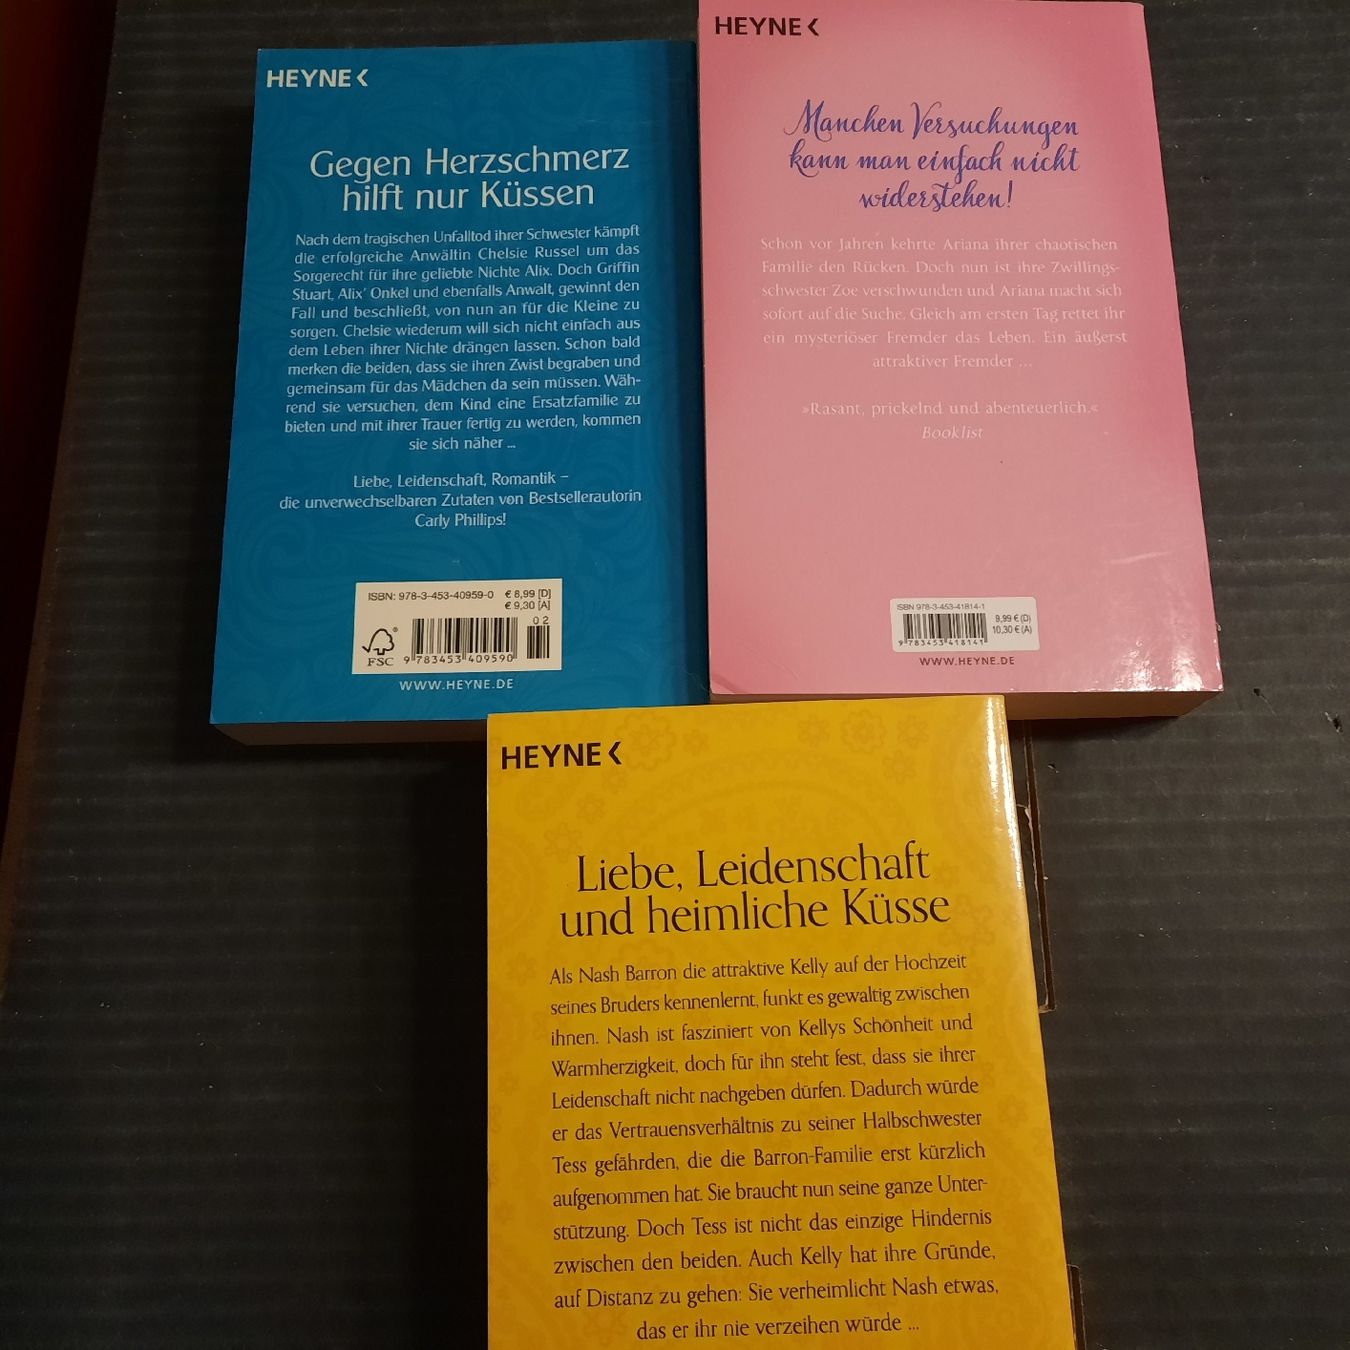 HEYNE
Gegen Herzschmerz
hilft nur Küssen
Nach dem tragischen Unfalltod ihrer Schwester kämpft
die erfolgreiche Anwältin Chelsie Russel um das
Sorgerecht für ihre geliebte Nichte Alix. Doch Griffin
Stuart, Alix' Onkel und ebenfalls Anwalt, gewinnt den
Fall und beschließt, von nun an für die Kleine zu
sorgen. Chelsie wiederum will sich nicht einfach aus
dem Leben ihrer Nichte drängen lassen. Schon bald
merken die beiden, dass sie ihren Zwist begraben und
gemeinsam für das Mädchen da sein müssen. Wäh-
rend sie versuchen, dem Kind eine Ersatzfamilie zu
bieten und mit ihrer Trauer fertig zu werden, kommen
sie sich näher ...
Liebe, Leidenschaft, Romantik –
die unverwechselbaren Zutaten von Bestsellerautorin
Carly Phillips!
ISBN: 978-3-453-40959-0 € 8,99 [D]
€ 9,30 [A]
02
FSC
9 783453 409590
WWW.HEYNE.DE
HEYNE
Manchen Versuchungen
kann man einfach nicht
widerstehen!
Schon vor Jahren kehrte Ariana ihrer chaotischen
Familie den Rücken. Doch nun ist ihre Zwillings-
schwester Zoe verschwunden und Ariana macht sich
sofort auf die Suche. Gleich am ersten Tag rettet ihr
ein mysteriöser Fremder das Leben. Ein äußerst
attraktiver Fremder ...
»Rasant, prickelnd und abenteuerlich.«
Booklist
ISBN 978-3-453-41814-1
9,99 € (D)
10,30 € (A)
9 783453 418141
WWW.HEYNE.DE
HEYNE
Liebe, Leidenschaft
und heimliche Küsse
Als Nash Barron die attraktive Kelly auf der Hochzeit
seines Bruders kennenlernt, funkt es gewaltig zwischen
ihnen. Nash ist fasziniert von Kellys Schönheit und
Warmherzigkeit, doch für ihn steht fest, dass sie ihrer
Leidenschaft nicht nachgeben dürfen. Dadurch würde
er das Vertrauensverhältnis zu seiner Halbschwester
Tess gefährden, die die Barron-Familie erst kürzlich
aufgenommen hat. Sie braucht nun seine ganze Unter-
stützung. Doch Tess ist nicht das einzige Hindernis
zwischen den beiden. Auch Kelly hat ihre Gründe,
auf Distanz zu gehen: Sie verheimlicht Nash etwas,
das er ihr nie verzeihen würde ...